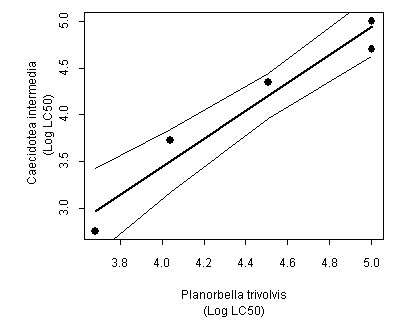 Caecidotea intermedia
(Log LC50)
5.0
4.5
4.0
3.5
3.0
3.8 4.0 4.2 4.4 4.6 4.8 5.0
Planorbella trivolvis
(Log LC50)